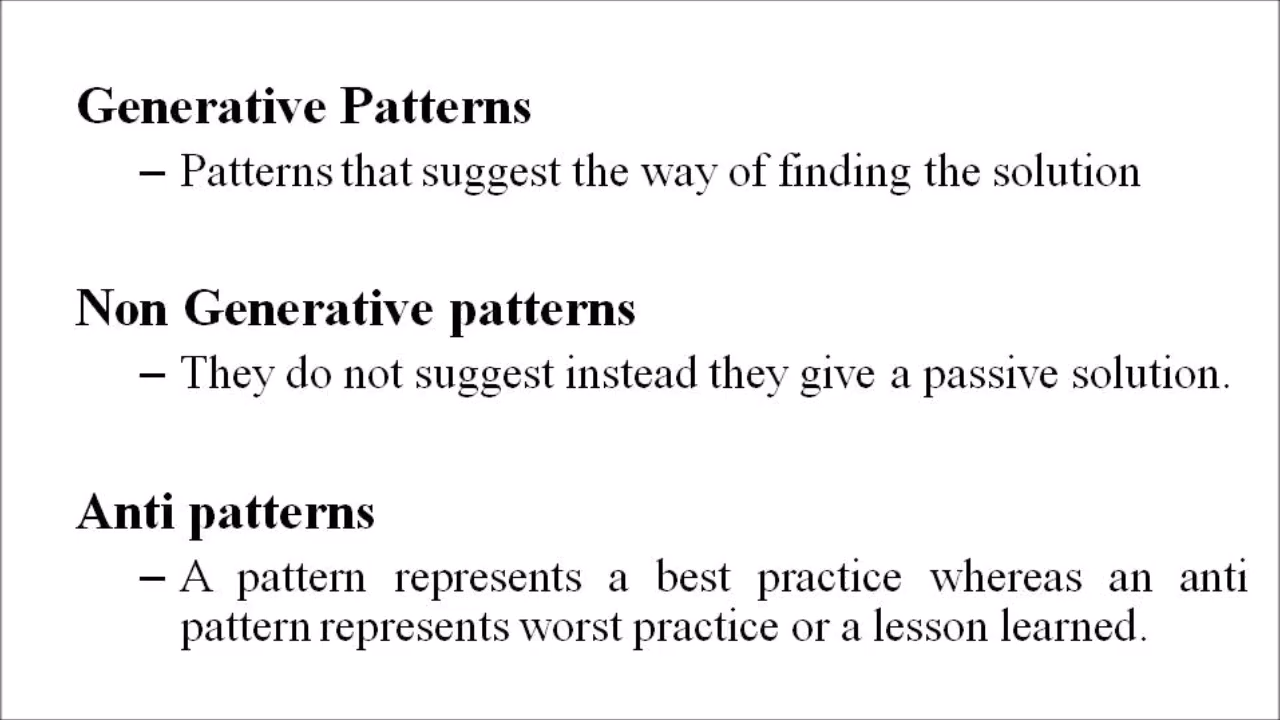 Generative Patterns
– Patterns that suggest the way of finding the solution
Non Generative patterns
– They do not suggest instead they give a passive solution.
Anti patterns
– A pattern represents a best practice whereas an anti
pattern represents worst practice or a lesson learned.